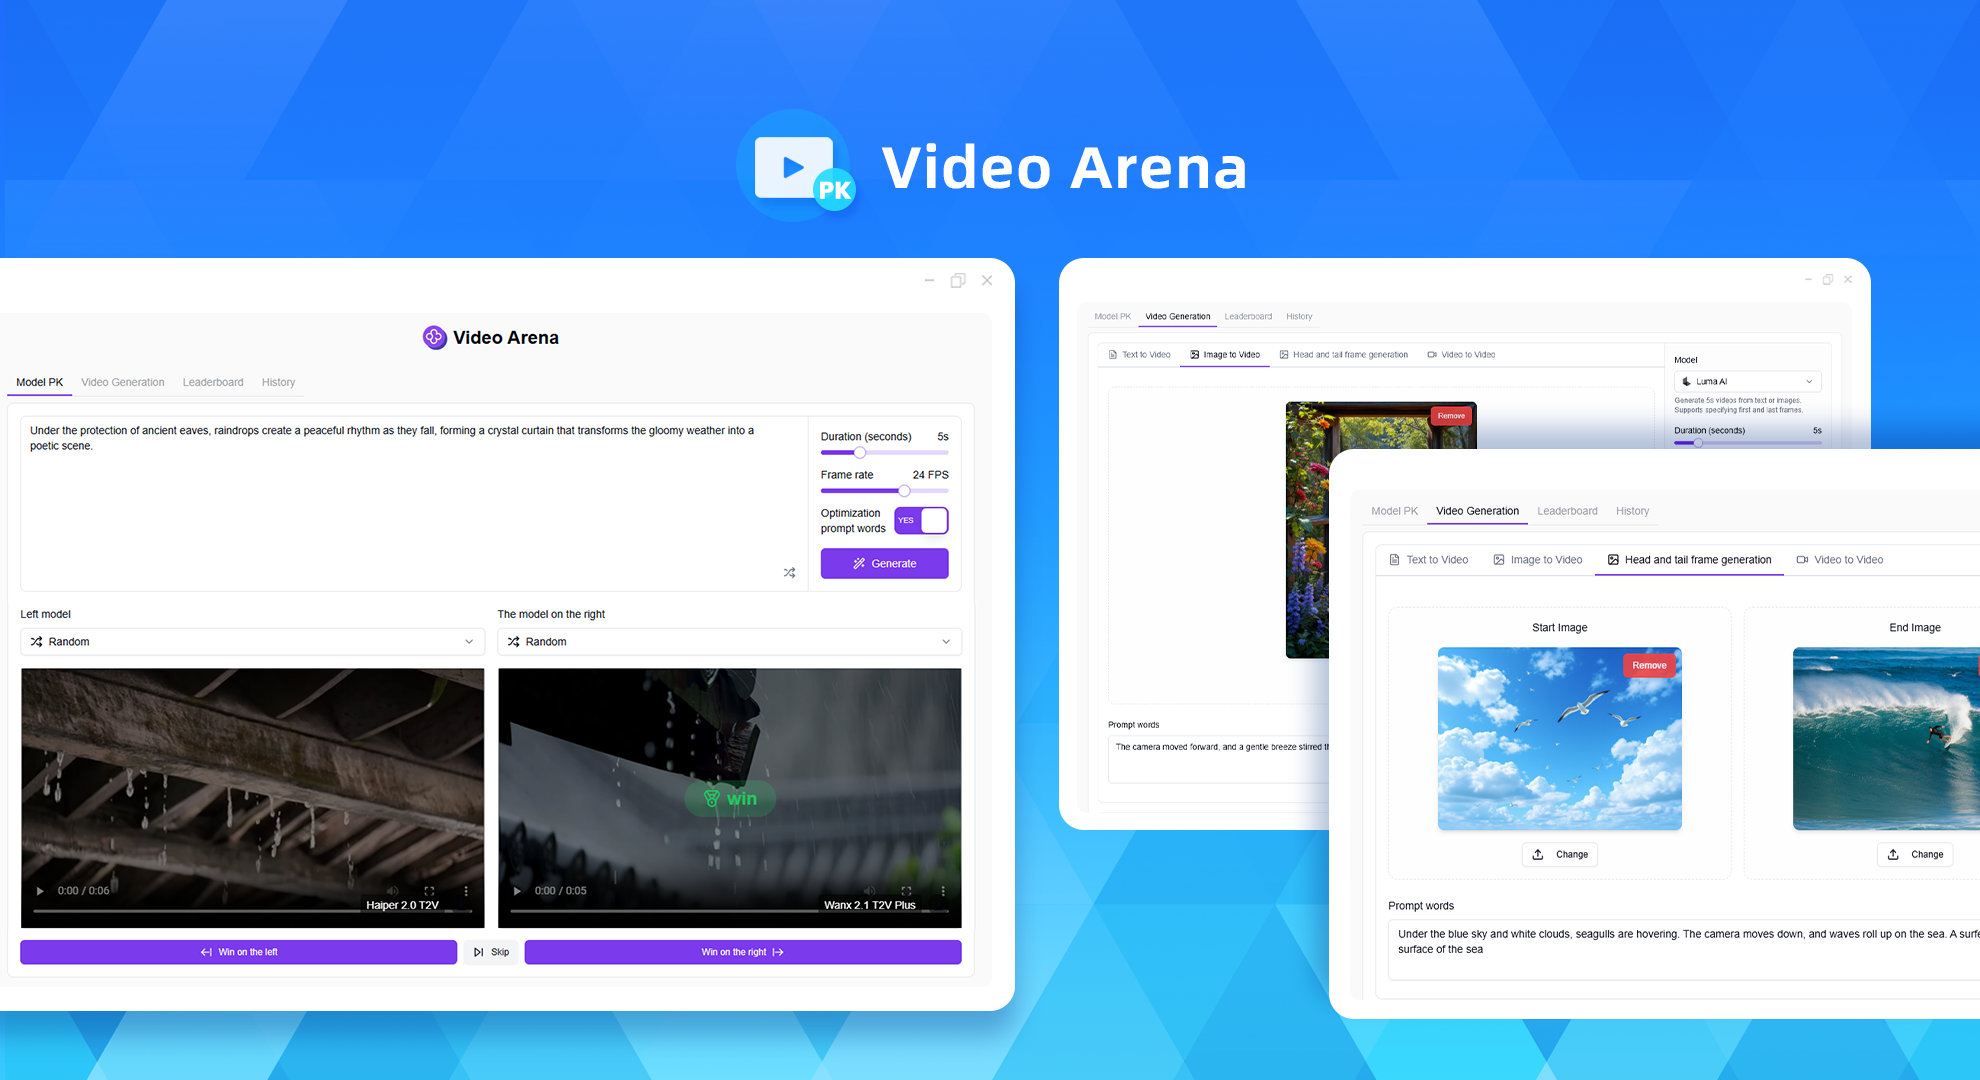 PK
Video Arena
Video Arena
Model PK
Video Generation
Leaderboard
History
Under the protection of ancient eaves, raindrops create a peaceful rhythm as they fall, forming a crystal curtain that transforms the gloomy weather into a
poetic scene.
Duration (seconds) 5s
Frame rate 24 FPS
Optimization
prompt words
YES
Generate
Left model
Random
The model on the right
Random
0:00 / 0:06
Haiper 2.0 T2V
win
0:00 / 0:05
Wanx 2.1 T2V Plus
Win on the left
Skip
Win on the right
Model PK
Video Generation
Leaderboard
History
Text to Video
Image to Video
Head and tail frame generation
Video to Video
Remove
Prompt words
The camera moved forward, and a gentle breeze stirred
Model
Luma AI
Generate 5s videos from text or images.
Supports specifying first and last frames.
Duration (seconds) 5s
Model PK
Video Generation
Leaderboard
History
Text to Video
Image to Video
Head and tail frame generation
Video to Video
Start Image
Remove
Change
End Image
Change
Prompt words
Under the blue sky and white clouds, seagulls are hovering. The camera moves down, and waves roll up on the sea. A
surface of the sea